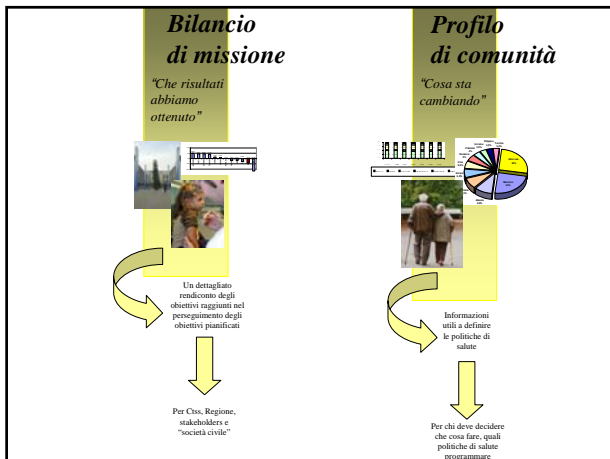 Bilancio
di missione
"Che risultati
abbiamo
ottenuto"
Un dettagliato
rendiconto degli
obiettivi raggiunti nel
perseguimento degli
obiettivi pianificati
Per Ctss, Regione,
stakeholders e
"società civile"
Profilo
di comunità
"Cosa sta
cambiando"
Informazioni
utili a definire
le politiche di
salute
Per chi deve decidere
che cosa fare, quali
politiche di salute
programmare